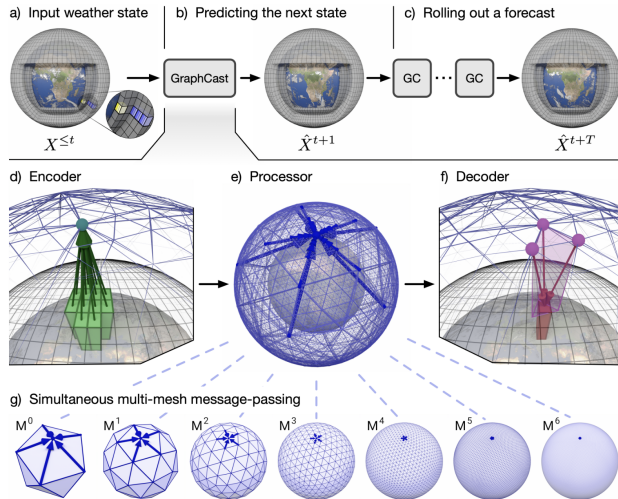 a) Input weather state
b) Predicting the next state
c) Rolling out a forecast
GraphCast
GC
...
GC
X^{≤t}
X̂^{t+1}
X̂^{t+T}
d) Encoder
e) Processor
f) Decoder
g) Simultaneous multi-mesh message-passing
M^0
M^1
M^2
M^3
M^4
M^5
M^6